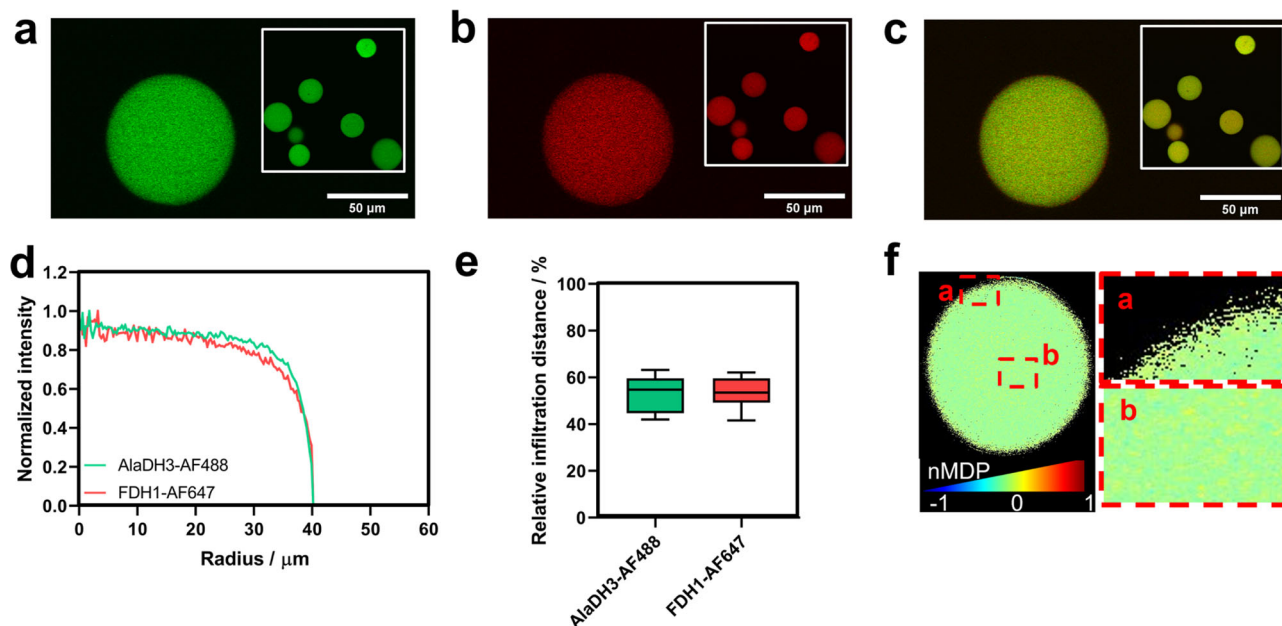 a
50 μm
b
50 μm
c
50 μm
d
Normalized intensity
1.2
1.0
0.8
0.6
0.4
0.2
0.0
AlaDH3-AF488
FDH1-AF647
0 10 20 30 40 50 60
Radius / μm
e
Relative infiltration distance / %
100
80
60
40
20
0
AlaDH3-AF488
FDH1-AF647
f
a
b
nMDP
-1 0 1
a
b